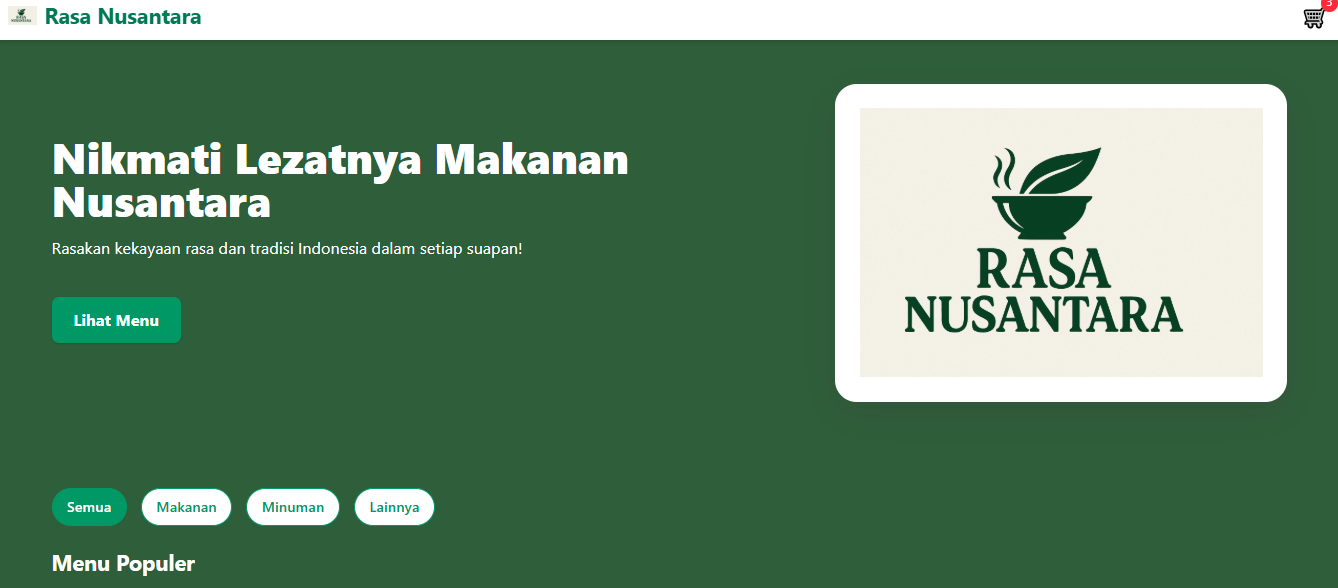 Rasa Nusantara
3
Nikmati Lezatnya Makanan
Nusantara
Rasakan kekayaan rasa dan tradisi Indonesia dalam setiap suapan!
Lihat Menu
RASA
NUSANTARA
Semua
Makanan
Minuman
Lainnya
Menu Populer